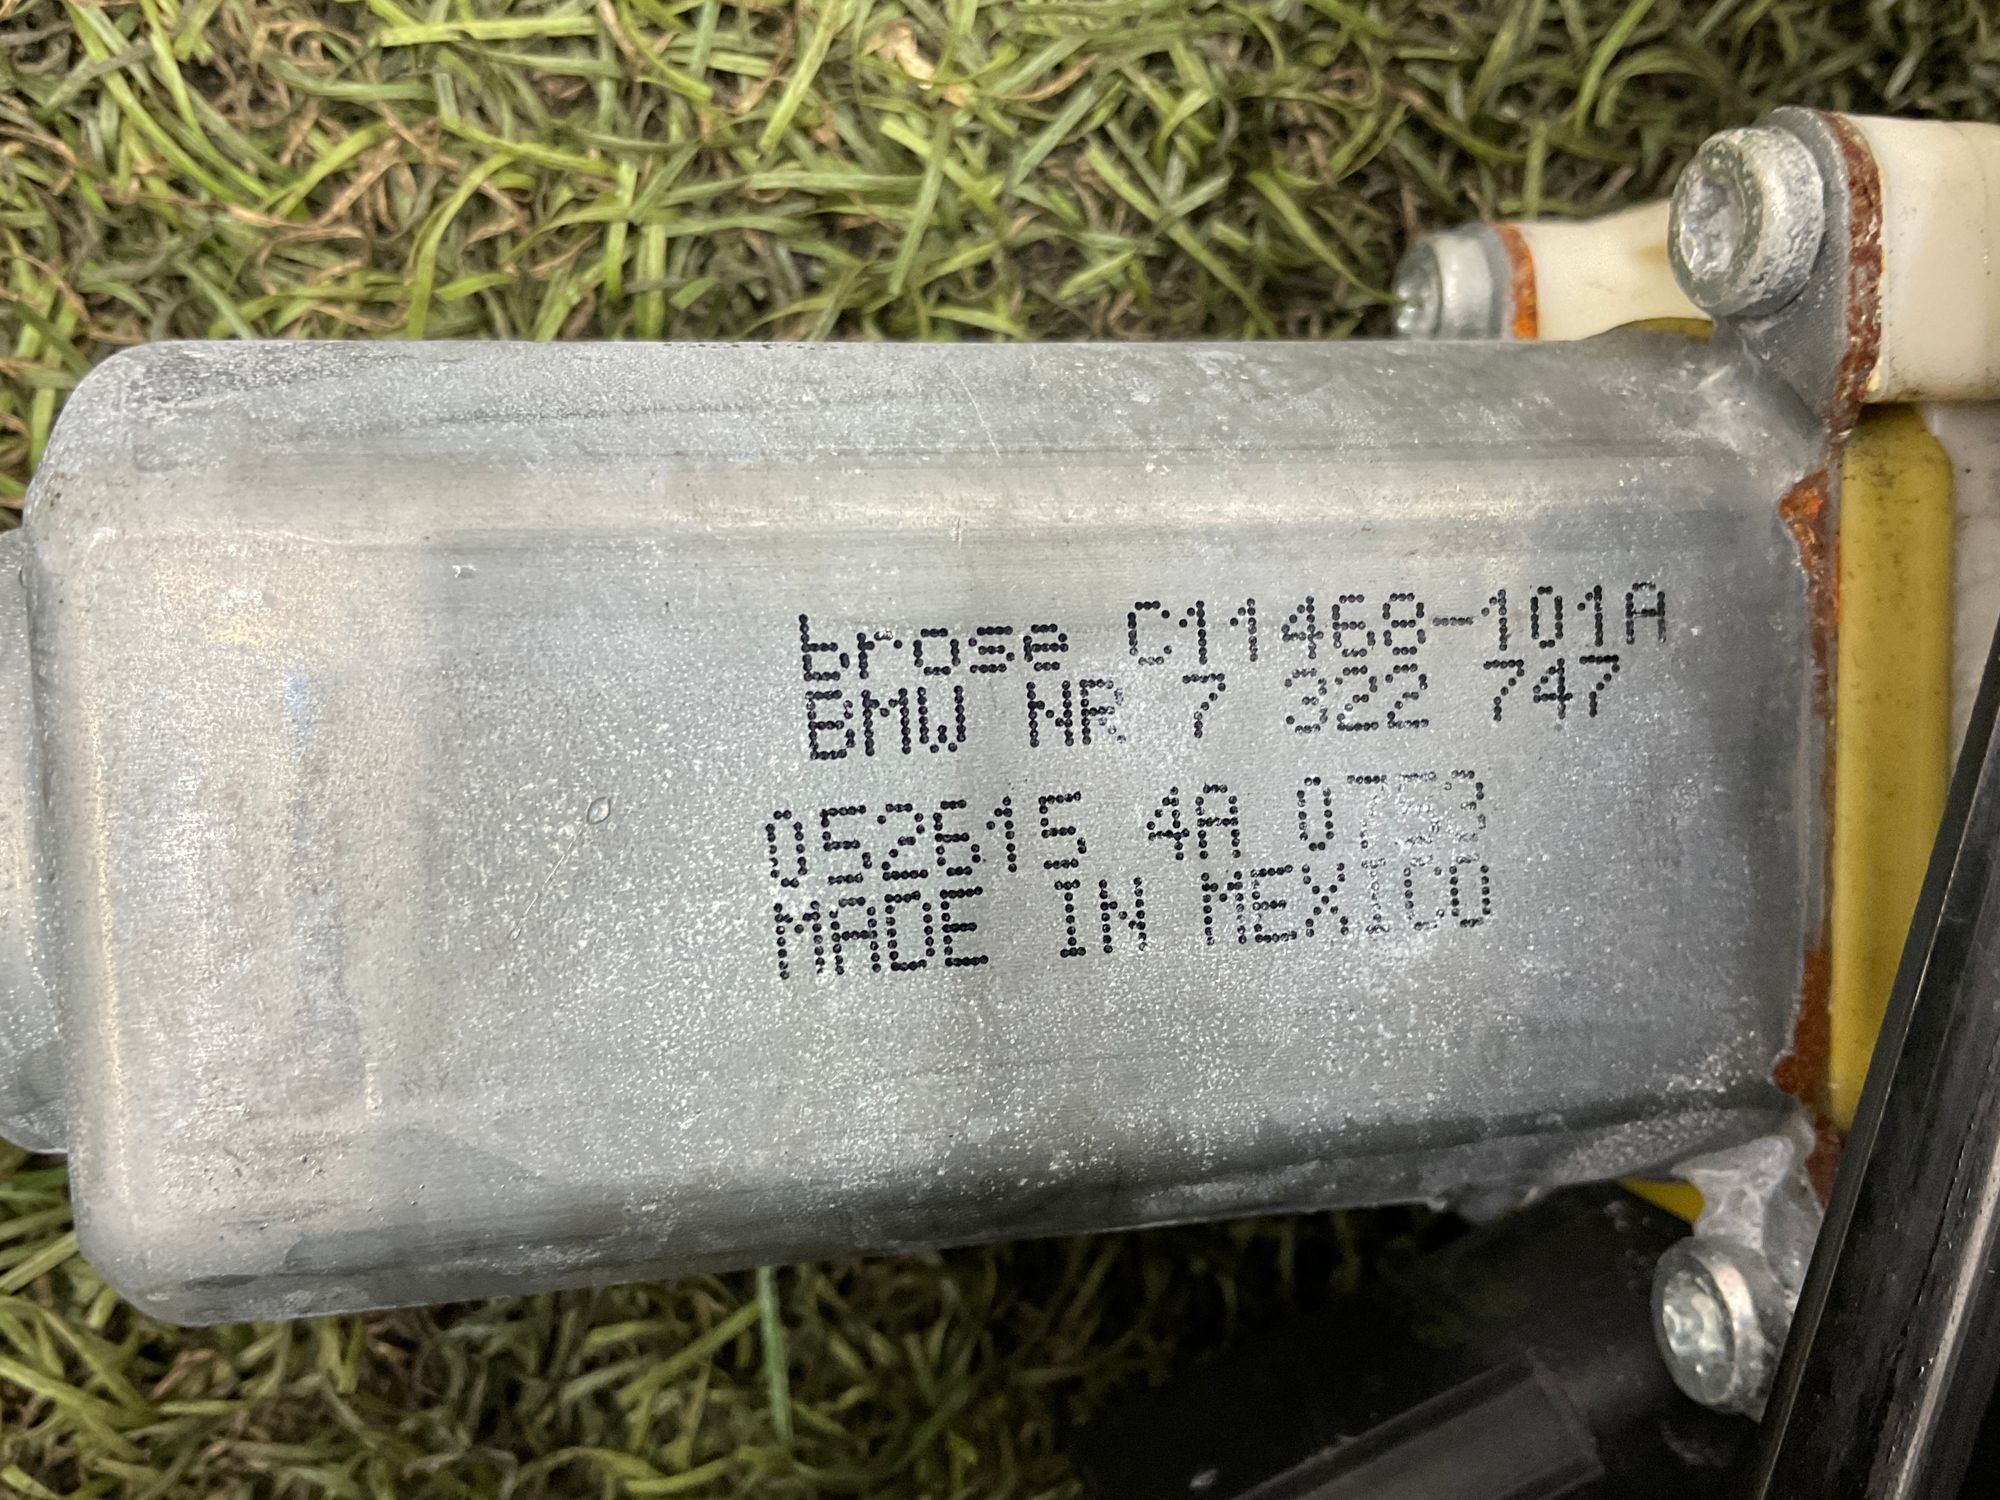 brose C11468-101A
BMW NR 7 322 747
052615 4A
MADE IN MEXICO